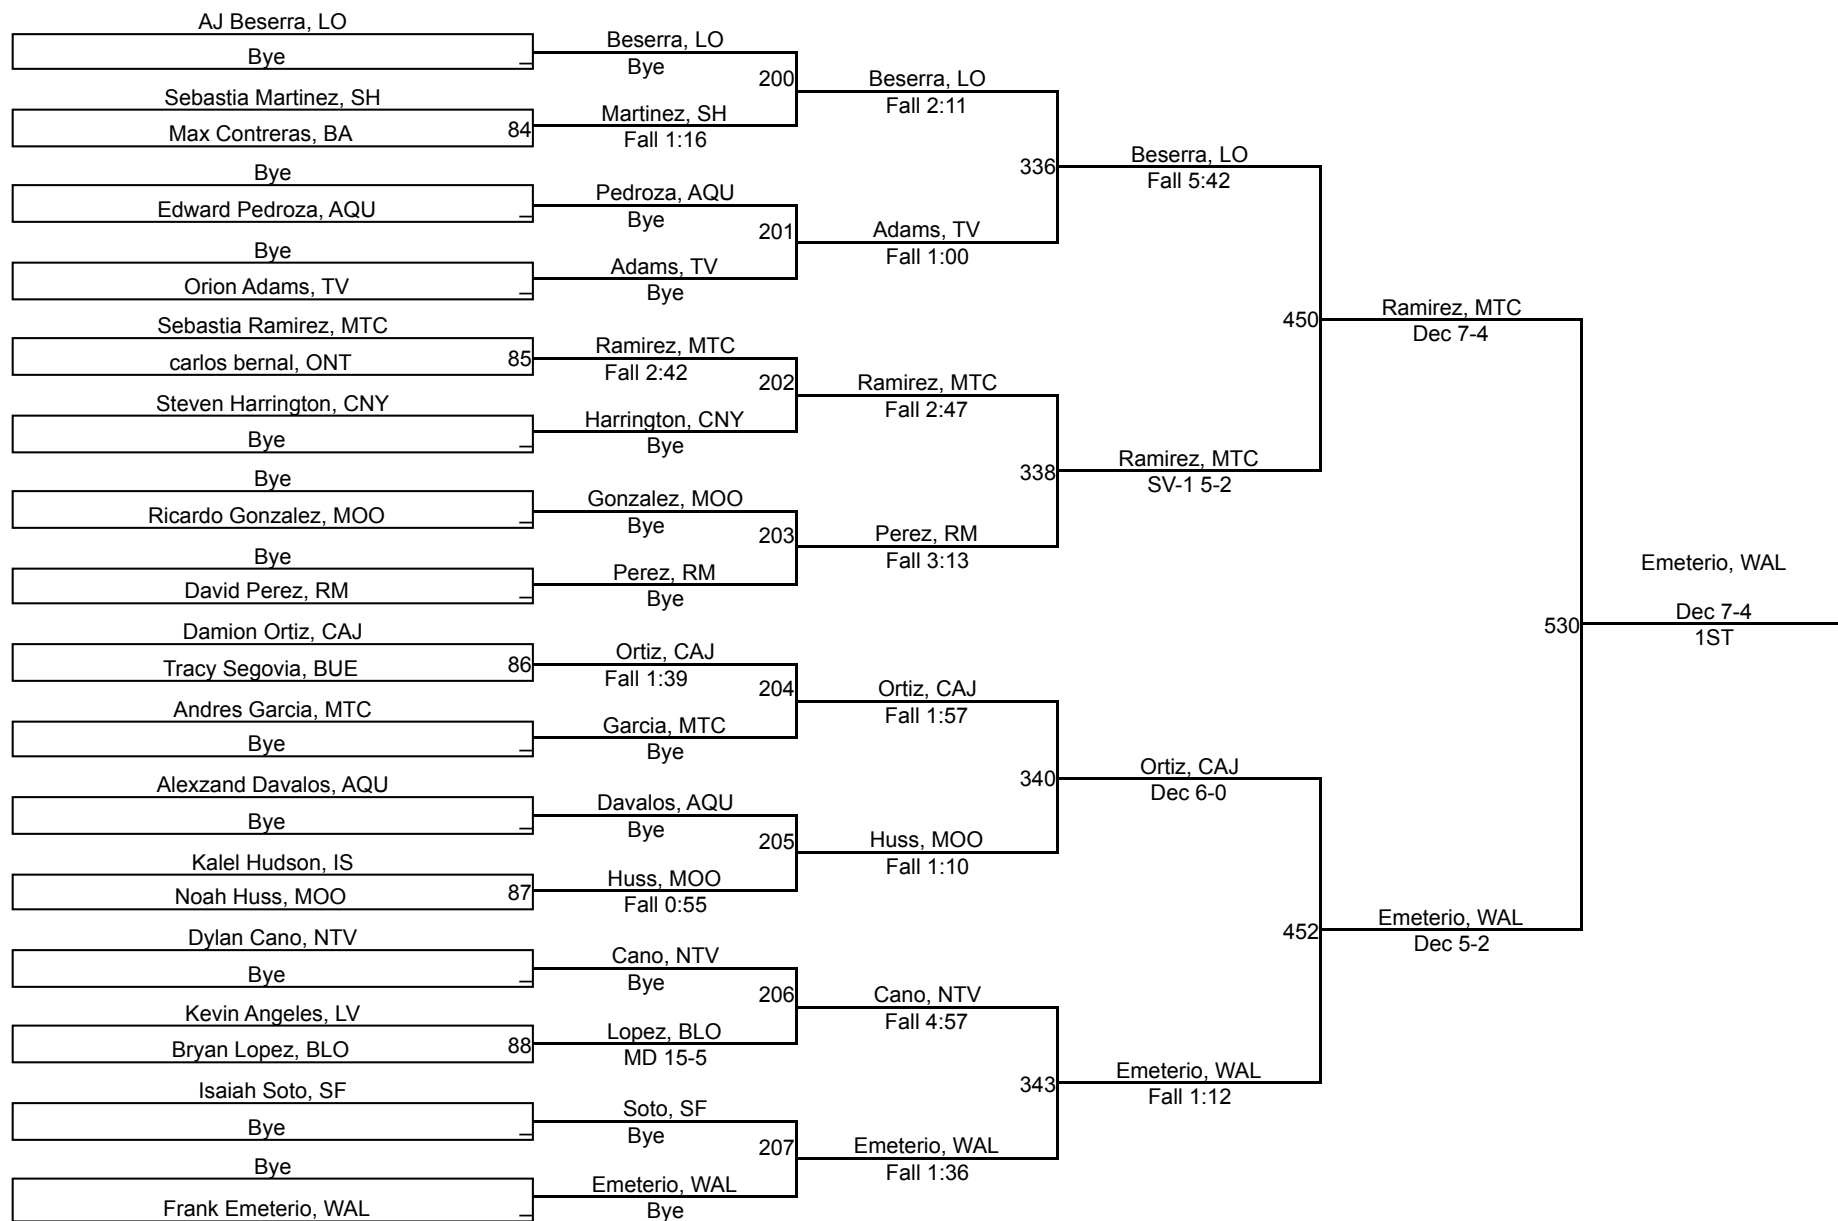 AJ Beserra, LO
Bye _
Sebastia Martinez, SH
Max Contreras, BA 84
Bye
Edward Pedroza, AQU _
Bye
Orion Adams, TV _
Sebastia Ramirez, MTC
carlos bernal, ONT 85
Steven Harrington, CNY
Bye _
Bye
Ricardo Gonzalez, MOO _
Bye
David Perez, RM _
Damion Ortiz, CAJ
Tracy Segovia, BUE 86
Andres Garcia, MTC
Bye _
Alexzand Davalos, AQU
Bye _
Kalel Hudson, IS
Noah Huss, MOO 87
Dylan Cano, NTV
Bye _
Kevin Angeles, LV
Bryan Lopez, BLO 88
Isaiah Soto, SF
Bye _
Bye
Frank Emeterio, WAL _
Beserra, LO
Bye
200
Martinez, SH
Fall 1:16
Pedroza, AQU
Bye
201
Adams, TV
Bye
Ramirez, MTC
Fall 2:42
202
Harrington, CNY
Bye
Gonzalez, MOO
Bye
203
Perez, RM
Bye
Ortiz, CAJ
Fall 1:39
204
Garcia, MTC
Bye
Davalos, AQU
Bye
205
Huss, MOO
Fall 0:55
Cano, NTV
Bye
206
Lopez, BLO
MD 15-5
Soto, SF
Bye
207
Emeterio, WAL
Bye
Beserra, LO
Fall 2:11
336
Adams, TV
Fall 1:00
Ramirez, MTC
Fall 2:47
338
Perez, RM
Fall 3:13
Ortiz, CAJ
Fall 1:57
340
Huss, MOO
Fall 1:10
Cano, NTV
Fall 4:57
343
Emeterio, WAL
Fall 1:36
Beserra, LO
Fall 5:42
450
Ramirez, MTC
SV-1 5-2
Ortiz, CAJ
Dec 6-0
452
Emeterio, WAL
Fall 1:12
Ramirez, MTC
Dec 7-4
530
Emeterio, WAL
Dec 5-2
Emeterio, WAL
Dec 7-4
1ST